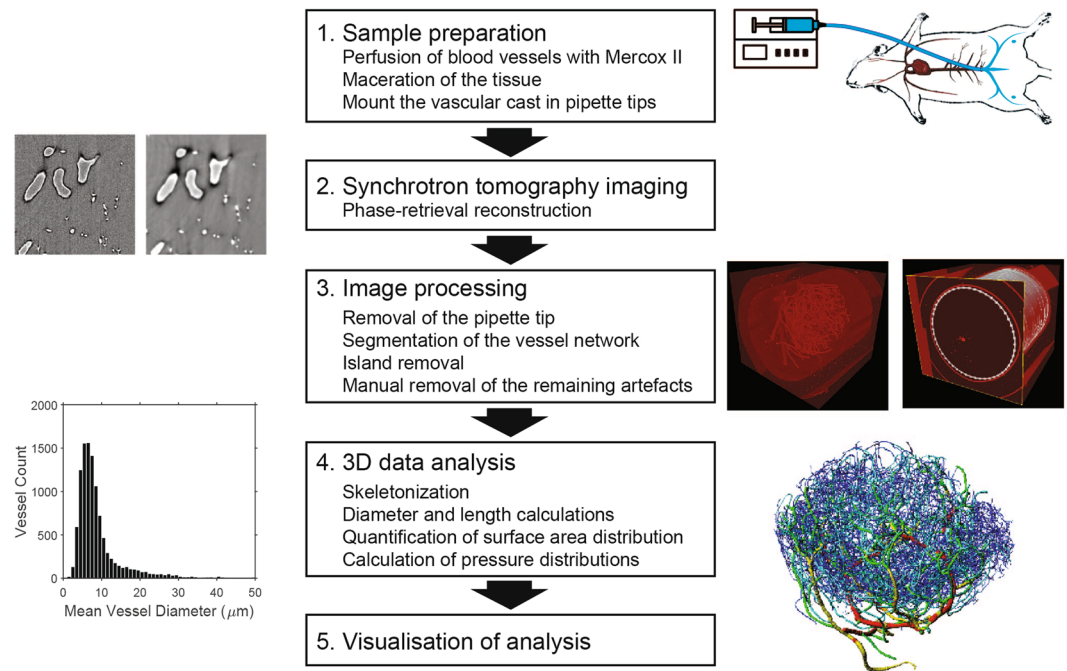 1. Sample preparation
Perfusion of blood vessels with Mercox II
Maceration of the tissue
Mount the vascular cast in pipette tips
2. Synchrotron tomography imaging
Phase-retrieval reconstruction
3. Image processing
Removal of the pipette tip
Segmentation of the vessel network
Island removal
Manual removal of the remaining artefacts
2000
1500
1000
500
0
Vessel Count
0 10 20 30 40 50
Mean Vessel Diameter (μm)
4. 3D data analysis
Skeletonization
Diameter and length calculations
Quantification of surface area distribution
Calculation of pressure distributions
5. Visualisation of analysis